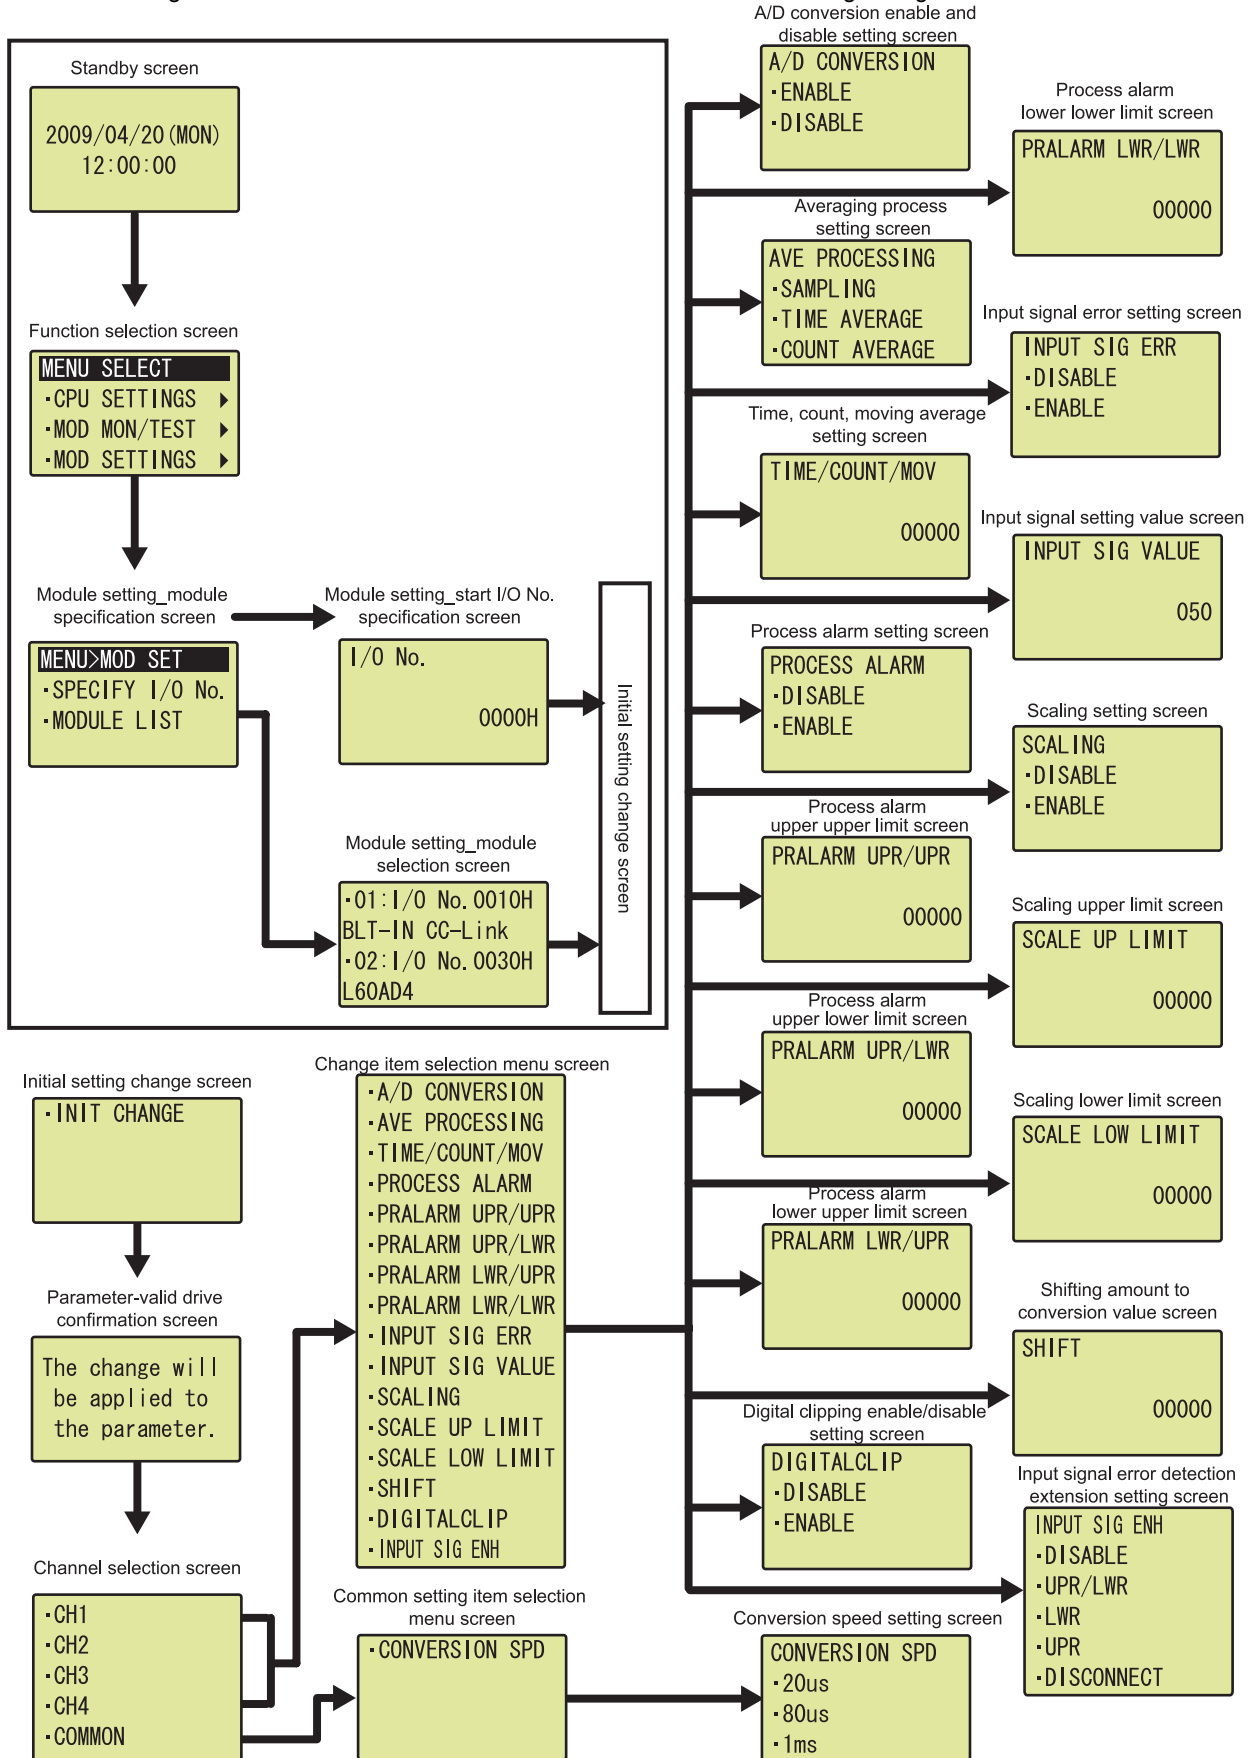 Standby screen
2009/04/20(MON)
12:00:00
Function selection screen
MENU SELECT
･CPU SETTINGS
･MOD MON/TEST
･MOD SETTINGS
Module setting_module
specification screen
MENU>MOD SET
･SPECIFY I/O No.
･MODULE LIST
Module setting_start I/O No.
specification screen
I/O No.
0000H
Module setting_module
selection screen
･01:I/O No.0010H
BLT-IN CC-Link
･02:I/O No.0030H
L60AD4
Initial setting change screen
Initial setting change screen
･INIT CHANGE
Parameter-valid drive
confirmation screen
The change will
be applied to
the parameter.
Channel selection screen
･CH1
･CH2
･CH3
･CH4
･COMMON
Change item selection menu screen
･A/D CONVERSION
･AVE PROCESSING
･TIME/COUNT/MOV
･PROCESS ALARM
･PRALARM UPR/UPR
･PRALARM UPR/LWR
･PRALARM LWR/UPR
･PRALARM LWR/LWR
･INPUT SIG ERR
･INPUT SIG VALUE
･SCALING
･SCALE UP LIMIT
･SCALE LOW LIMIT
･SHIFT
･DIGITALCLIP
･INPUT SIG ENH
Common setting item selection
menu screen
･CONVERSION SPD
A/D conversion enable and
disable setting screen
A/D CONVERSION
･ENABLE
･DISABLE
Averaging process
setting screen
AVE PROCESSING
･SAMPLING
･TIME AVERAGE
･COUNT AVERAGE
Time, count, moving average
setting screen
TIME/COUNT/MOV
00000
Process alarm setting screen
PROCESS ALARM
･DISABLE
･ENABLE
Process alarm
upper upper limit screen
PRALARM UPR/UPR
00000
Process alarm
upper lower limit screen
PRALARM UPR/LWR
00000
Process alarm
lower upper limit screen
PRALARM LWR/UPR
00000
Digital clipping enable/disable
setting screen
DIGITALCLIP
･DISABLE
･ENABLE
Conversion speed setting screen
CONVERSION SPD
･20us
･80us
･1ms
Process alarm
lower lower limit screen
PRALARM LWR/LWR
00000
Input signal error setting screen
INPUT SIG ERR
･DISABLE
･ENABLE
Input signal setting value screen
INPUT SIG VALUE
050
Scaling setting screen
SCALING
･DISABLE
･ENABLE
Scaling upper limit screen
SCALE UP LIMIT
00000
Scaling lower limit screen
SCALE LOW LIMIT
00000
Shifting amount to
conversion value screen
SHIFT
00000
Input signal error detection
extension setting screen
INPUT SIG ENH
･DISABLE
･UPR/LWR
･LWR
･UPR
･DISCONNECT